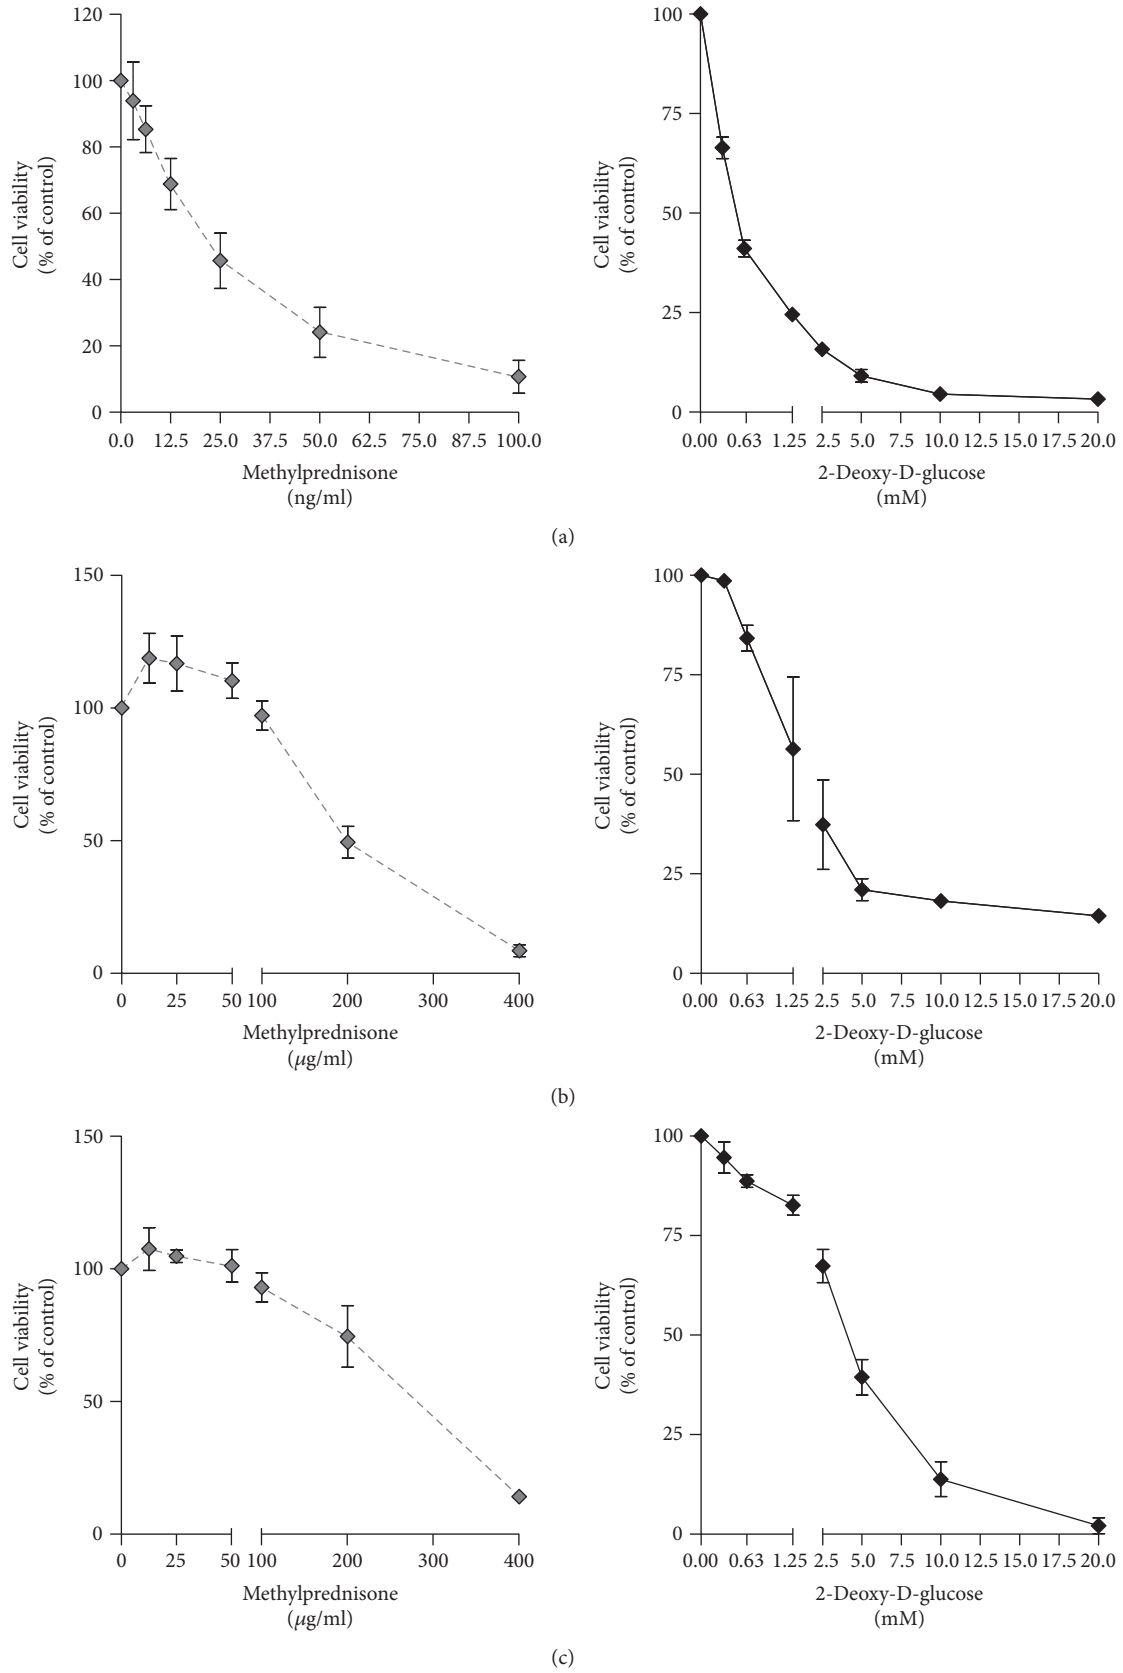 120
100
80
60
40
20
0
Cell viability
(% of control)
0.0 12.5 25.0 37.5 50.0 62.5 75.0 87.5 100.0
Methylprednisone
(ng/ml)
100
75
50
25
0
Cell viability
(% of control)
0.00 0.63 1.25 2.5 5.0 7.5 10.0 12.5 15.0 17.5 20.0
2-Deoxy-D-glucose
(mM)
(a)
150
100
50
0
Cell viability
(% of control)
0 25 50 100 200 300 400
Methylprednisone
(μg/ml)
100
75
50
25
0
Cell viability
(% of control)
0.00 0.63 1.25 2.5 5.0 7.5 10.0 12.5 15.0 17.5 20.0
2-Deoxy-D-glucose
(mM)
(b)
150
100
50
0
Cell viability
(% of control)
0 25 50 100 200 300 400
Methylprednisone
(μg/ml)
100
75
50
25
0
Cell viability
(% of control)
0.00 0.63 1.25 2.5 5.0 7.5 10.0 12.5 15.0 17.5 20.0
2-Deoxy-D-glucose
(mM)
(c)